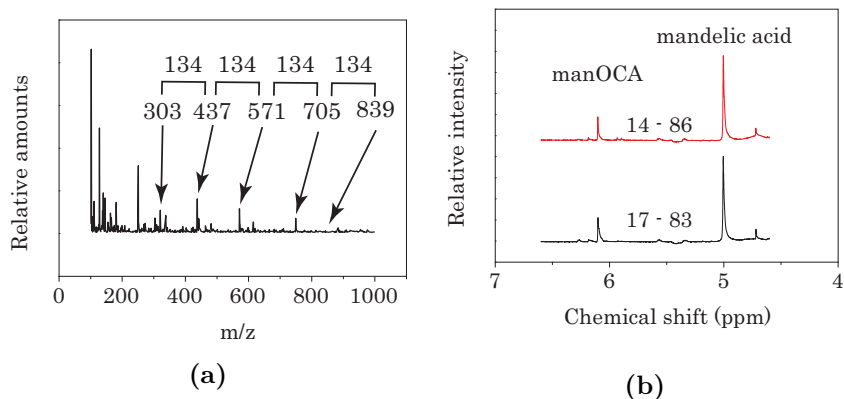 134 134 134 134
303 437 571 705 839
Relative amounts
0 200 400 600 800 1000
m/z
(a)
mandelic acid
manOCA
14 - 86
17 - 83
Relative intensity
7 6 5 4
Chemical shift (ppm)
(b)